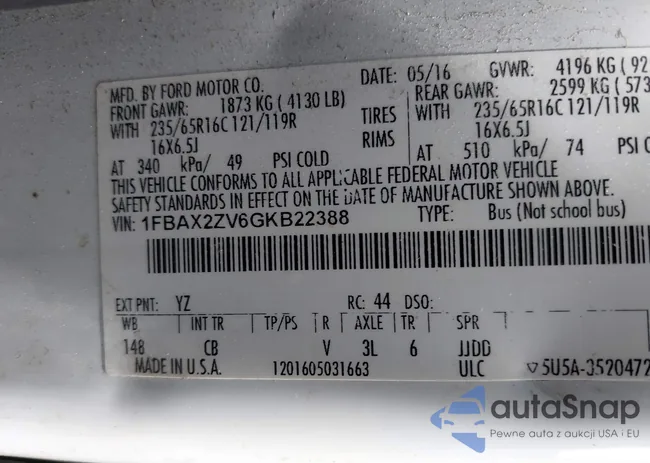 MFD. BY FORD MOTOR CO. DATE: 05/16 GVWR: 4196 KG ( 92
FRONT GAWR: 1873 KG ( 4130 LB) REAR GAWR: 2599 KG ( 573
WITH 235/65R16C 121/119R TIRES WITH 235/65R16C 121/119R
16X6.5J RIMS 16X6.5J
AT 340 kPa/ 49 PSI COLD AT 510 kPa/ 74 PSI C
THIS VEHICLE CONFORMS TO ALL APPLICABLE FEDERAL MOTOR VEHICLE
SAFETY STANDARDS IN EFFECT ON THE DATE OF MANUFACTURE SHOWN ABOVE.
VIN: 1FBAX2ZV6GKB22388 TYPE: Bus (Not school bus)
EXT PNT: YZ RC: 44 DSO:
WB INT TR TP/PS R AXLE TR SPR
148 CB V 3L 6 JJDD
MADE IN U.S.A. 1201605031663 ULC ▽5U5A-3520472
autaSnap
Pewne auta z aukcji USA i EU